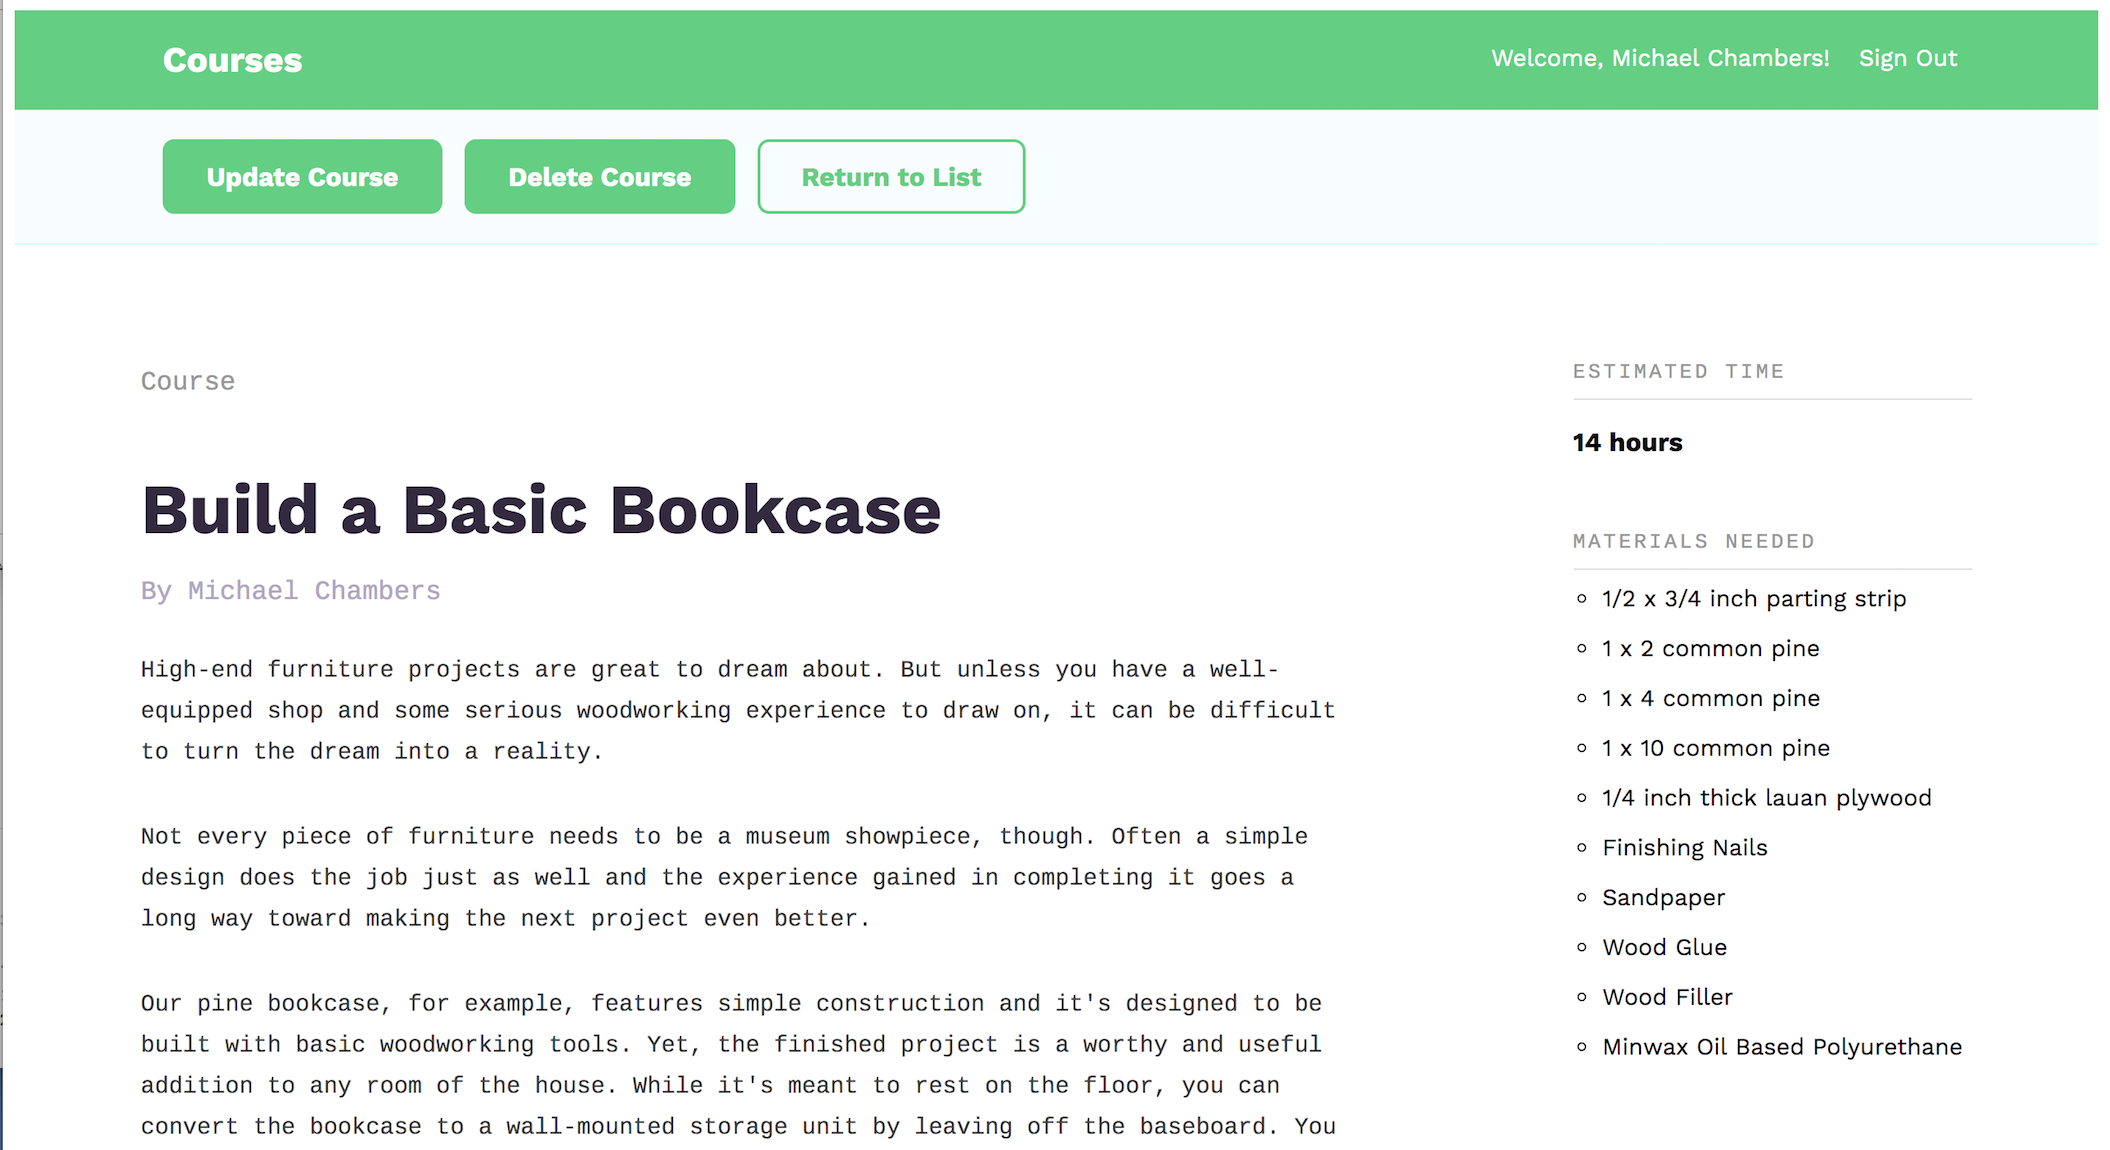 Courses
Welcome, Michael Chambers! Sign Out
Update Course Delete Course Return to List
Course
Build a Basic Bookcase
By Michael Chambers
High-end furniture projects are great to dream about. But unless you have a well-
equipped shop and some serious woodworking experience to draw on, it can be difficult
to turn the dream into a reality.
Not every piece of furniture needs to be a museum showpiece, though. Often a simple
design does the job just as well and the experience gained in completing it goes a
long way toward making the next project even better.
Our pine bookcase, for example, features simple construction and it's designed to be
built with basic woodworking tools. Yet, the finished project is a worthy and useful
addition to any room of the house. While it's meant to rest on the floor, you can
convert the bookcase to a wall-mounted storage unit by leaving off the baseboard. You
ESTIMATED TIME
14 hours
MATERIALS NEEDED
1/2 x 3/4 inch parting strip
1 x 2 common pine
1 x 4 common pine
1 x 10 common pine
1/4 inch thick lauan plywood
Finishing Nails
Sandpaper
Wood Glue
Wood Filler
Minwax Oil Based Polyurethane